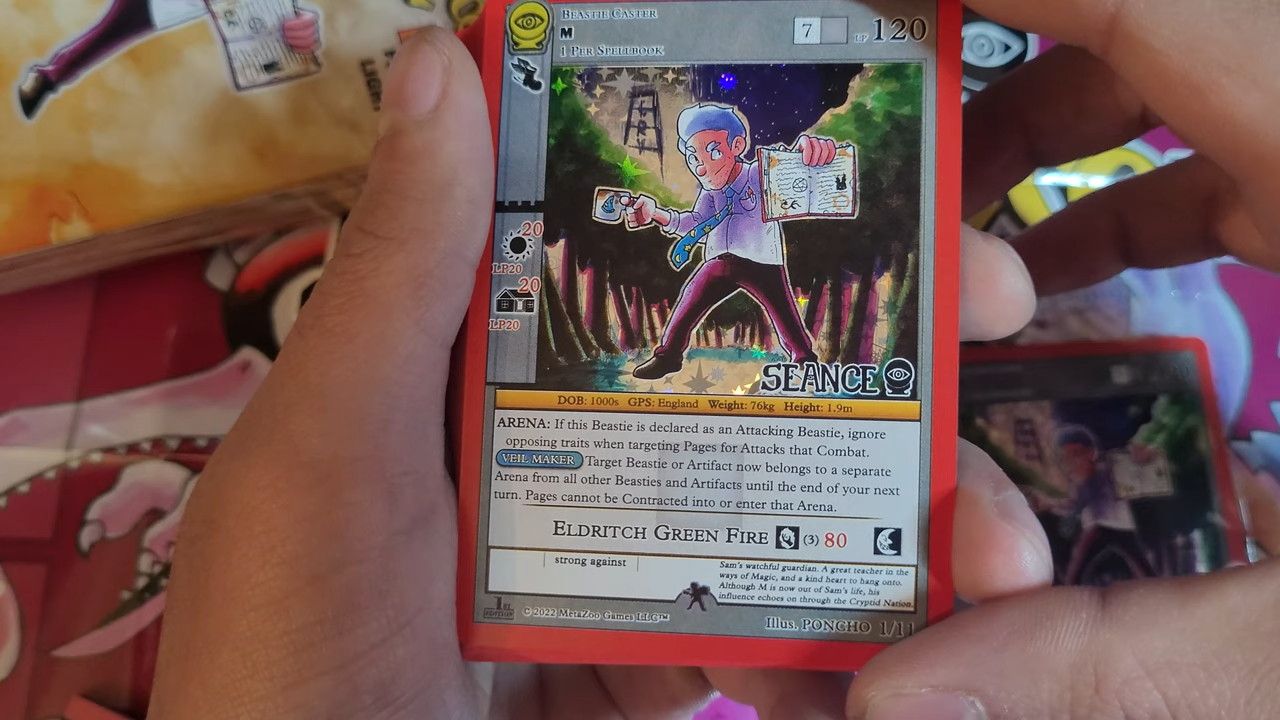 BEASTIE CASTER
M
1 PER SPELLBOOK
7
LP 120
20
LP20
20
LP20
SEANCE
DOB: 1000s GPS: England Weight: 76kg Height: 1.9m
ARENA: If this Beastie is declared as an Attacking Beastie, ignore
opposing traits when targeting Pages for Attacks that Combat.
VEIL MAKER Target Beastie or Artifact now belongs to a separate
Arena from all other Beasties and Artifacts until the end of your next
turn. Pages cannot be Contracted into or enter that Arena.
ELDRITCH GREEN FIRE (3) 80
strong against
Sam's watchful guardian. A great teacher in the
ways of Magic, and a kind heart to hang onto.
Although M is now out of Sam's life, his
influence echoes on through the Cryptid Nation
1ST EDITION © 2022 MetaZoo Games LLC™
Illus. PONCHO 1/11